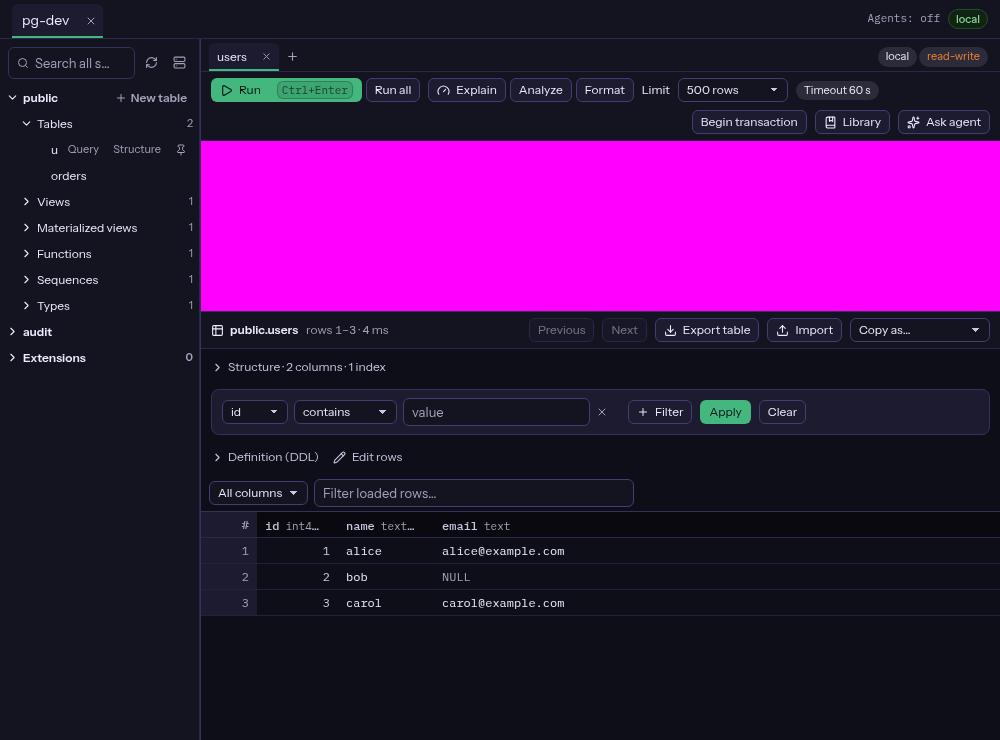 pg-dev
Agents: off local
Search all s...
users
local read-write
public + New table
Run Ctrl+Enter Run all Explain Analyze Format Limit 500 rows Timeout 60 s
Begin transaction Library Ask agent
Tables 2
u Query Structure
orders
Views 1
Materialized views 1
Functions 1
Sequences 1
Types 1
audit
Extensions 0
public.users rows 1–3 · 4 ms Previous Next Export table Import Copy as...
Structure · 2 columns · 1 index
id contains value + Filter Apply Clear
Definition (DDL) Edit rows
All columns Filter loaded rows...
# id int4… name text… email text
1 1 alice alice@example.com
2 2 bob NULL
3 3 carol carol@example.com